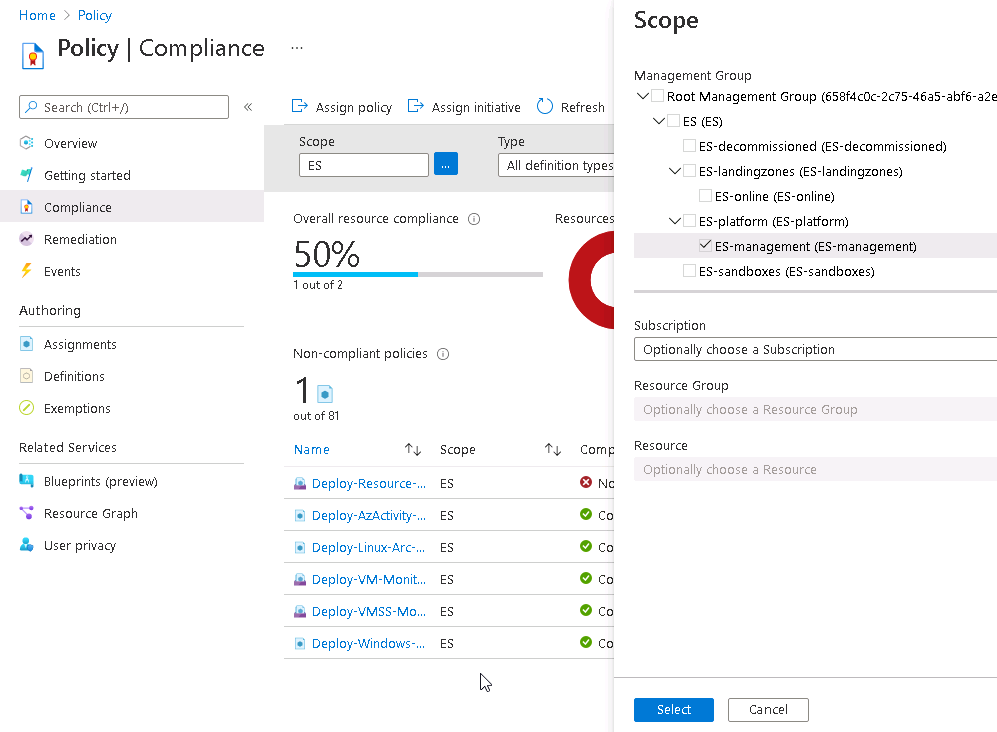 Home > Policy
Policy | Compliance ...
Search (Ctrl+/) «
Overview
Getting started
Compliance
Remediation
Events
Authoring
Assignments
Definitions
Exemptions
Related Services
Blueprints (preview)
Resource Graph
User privacy
Assign policy Assign initiative Refresh
Scope Type
ES ... All definition types
Overall resource compliance Resources
50%
1 out of 2
Non-compliant policies
1
out of 81
Name ↑↓ Scope ↑↓ Comp
Deploy-Resource-... ES No
Deploy-AzActivity-... ES Co
Deploy-Linux-Arc-... ES Co
Deploy-VM-Monit... ES Co
Deploy-VMSS-Mo... ES Co
Deploy-Windows-... ES Co
Scope
Management Group
Root Management Group (658f4c0c-2c75-46a5-abf6-a2e
ES (ES)
ES-decommissioned (ES-decommissioned)
ES-landingzones (ES-landingzones)
ES-online (ES-online)
ES-platform (ES-platform)
ES-management (ES-management)
ES-sandboxes (ES-sandboxes)
Subscription
Optionally choose a Subscription
Resource Group
Optionally choose a Resource Group
Resource
Optionally choose a Resource
Select Cancel